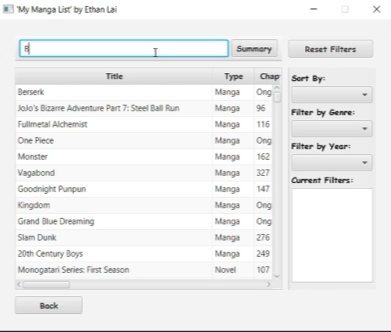 'My Manga List' by Ethan Lai
Summary
Reset Filters
Title Type Chap
Berserk Manga Ong
JoJo's Bizarre Adventure Part 7: Steel Ball Run Manga 96
Fullmetal Alchemist Manga 116
One Piece Manga Ong
Monster Manga 162
Vagabond Manga 327
Goodnight Punpun Manga 147
Kingdom Manga Ong
Grand Blue Dreaming Manga Ong
Slam Dunk Manga 276
20th Century Boys Manga 249
Monogatari Series: First Season Novel 107
Sort By:
Filter by Genre:
Filter by Year:
Current Filters:
Back